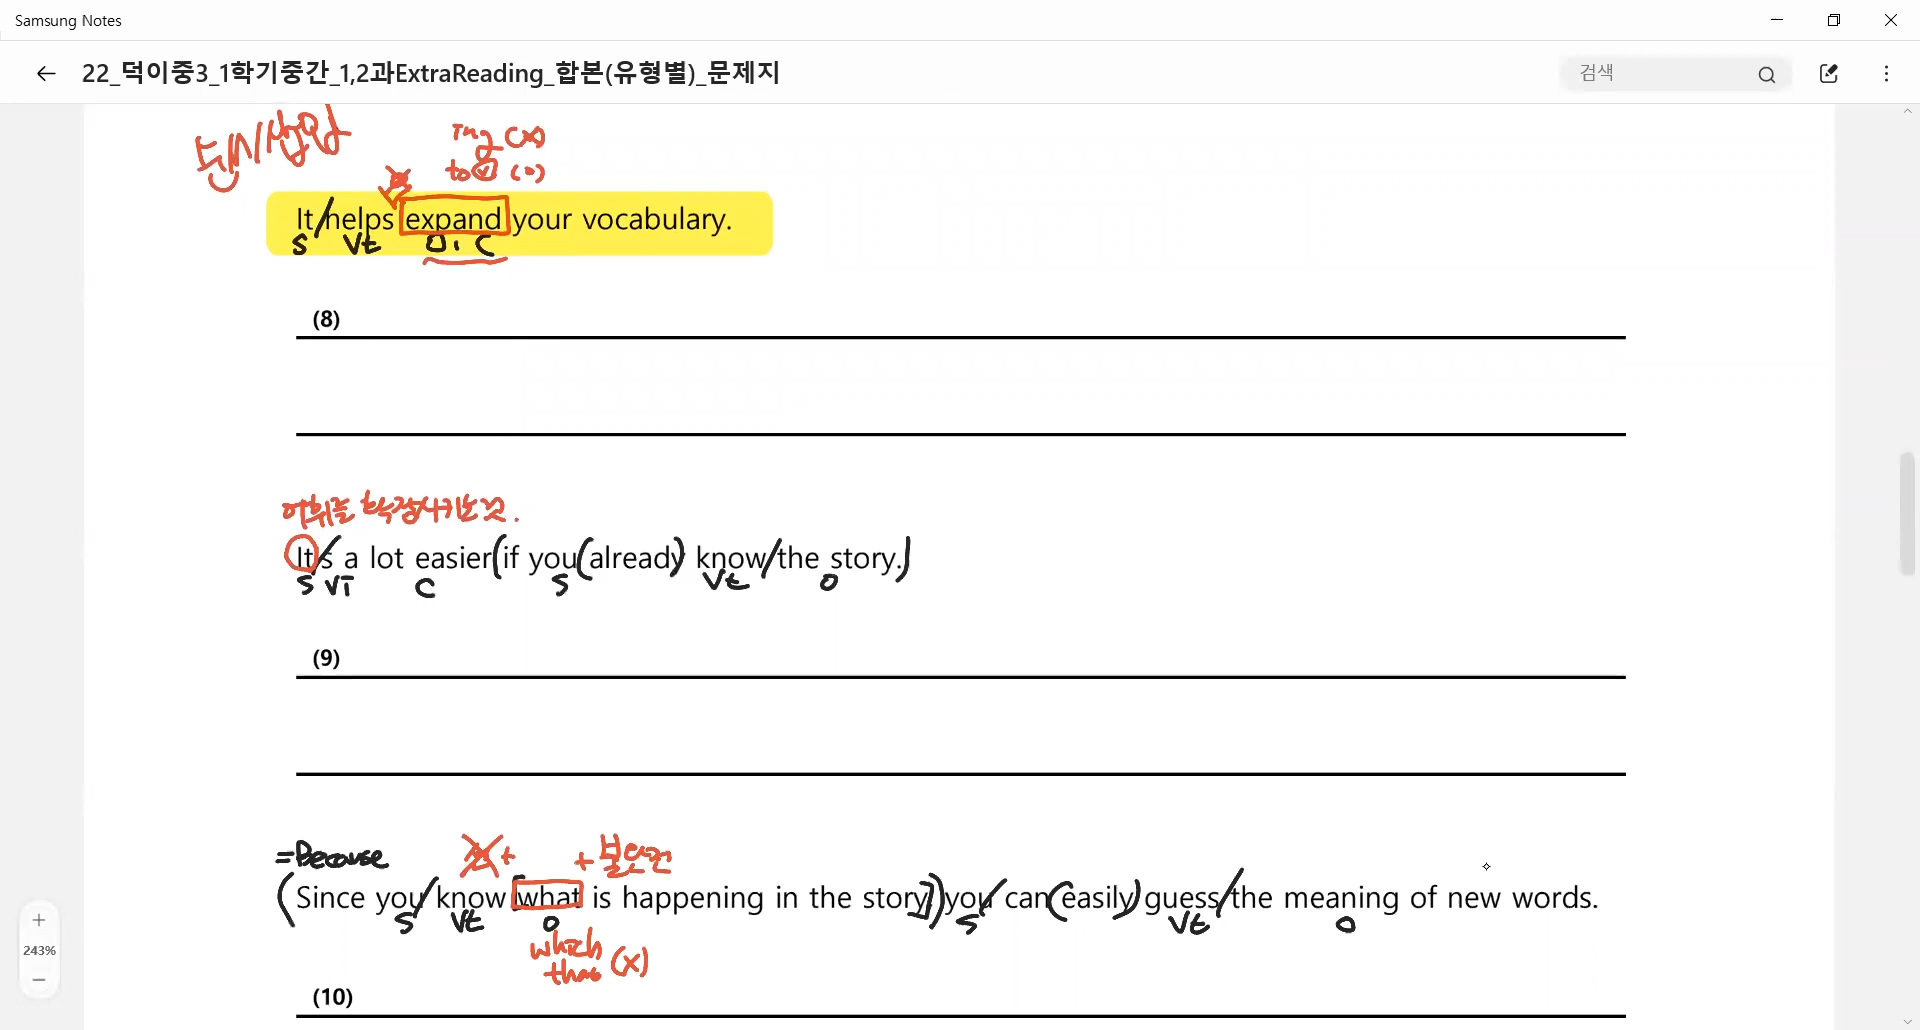 Samsung Notes
22_덕이중3_1학기중간_1,2과ExtraReading_합본(유형별)_문제지
검색
도서/삽입
ing (x)
to v (o)
It / helps expand your vocabulary.
S Vt O.C
(8)
어휘를 확장시키는 것.
It/'s a lot easier (if you (already) know / the story.)
S Vi C S Vt O
(9)
=Because + + 불완전
(Since you / know [what is happening in the story,]) you / can (easily) guess / the meaning of new words.
S Vt O S Vt O
which
that (x)
243%
(10)